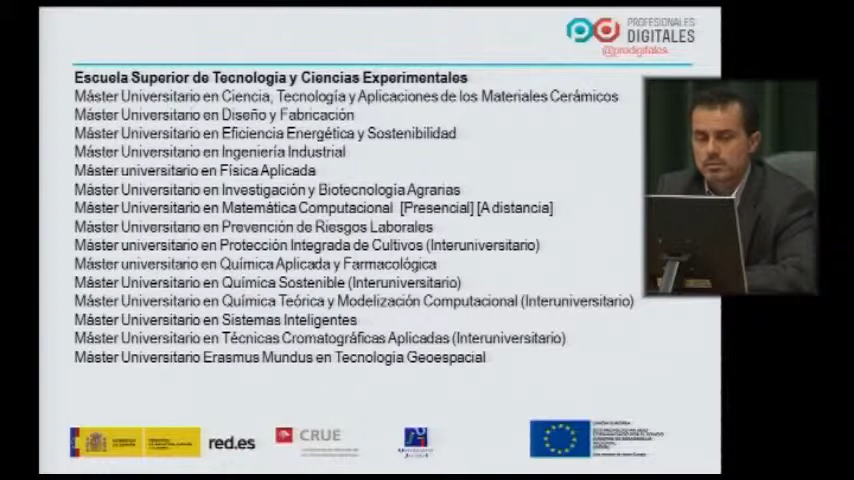 PROFESIONALES
DIGITALES
@prodigitales
Escuela Superior de Tecnología y Ciencias Experimentales
Máster Universitario en Ciencia, Tecnología y Aplicaciones de los Materiales Cerámicos
Máster Universitario en Diseño y Fabricación
Máster Universitario en Eficiencia Energética y Sostenibilidad
Máster Universitario en Ingeniería Industrial
Máster universitario en Física Aplicada
Máster Universitario en Investigación y Biotecnología Agrarias
Máster Universitario en Matemática Computacional [Presencial] [A distancia]
Máster Universitario en Prevención de Riesgos Laborales
Máster universitario en Protección Integrada de Cultivos (Interuniversitario)
Máster universitario en Química Aplicada y Farmacológica
Máster Universitario en Química Sostenible (Interuniversitario)
Máster Universitario en Química Teórica y Modelización Computacional (Interuniversitario)
Máster Universitario en Sistemas Inteligentes
Máster Universitario en Técnicas Cromatográficas Aplicadas (Interuniversitario)
Máster Universitario Erasmus Mundus en Tecnología Geoespacial
red.es
CRUE